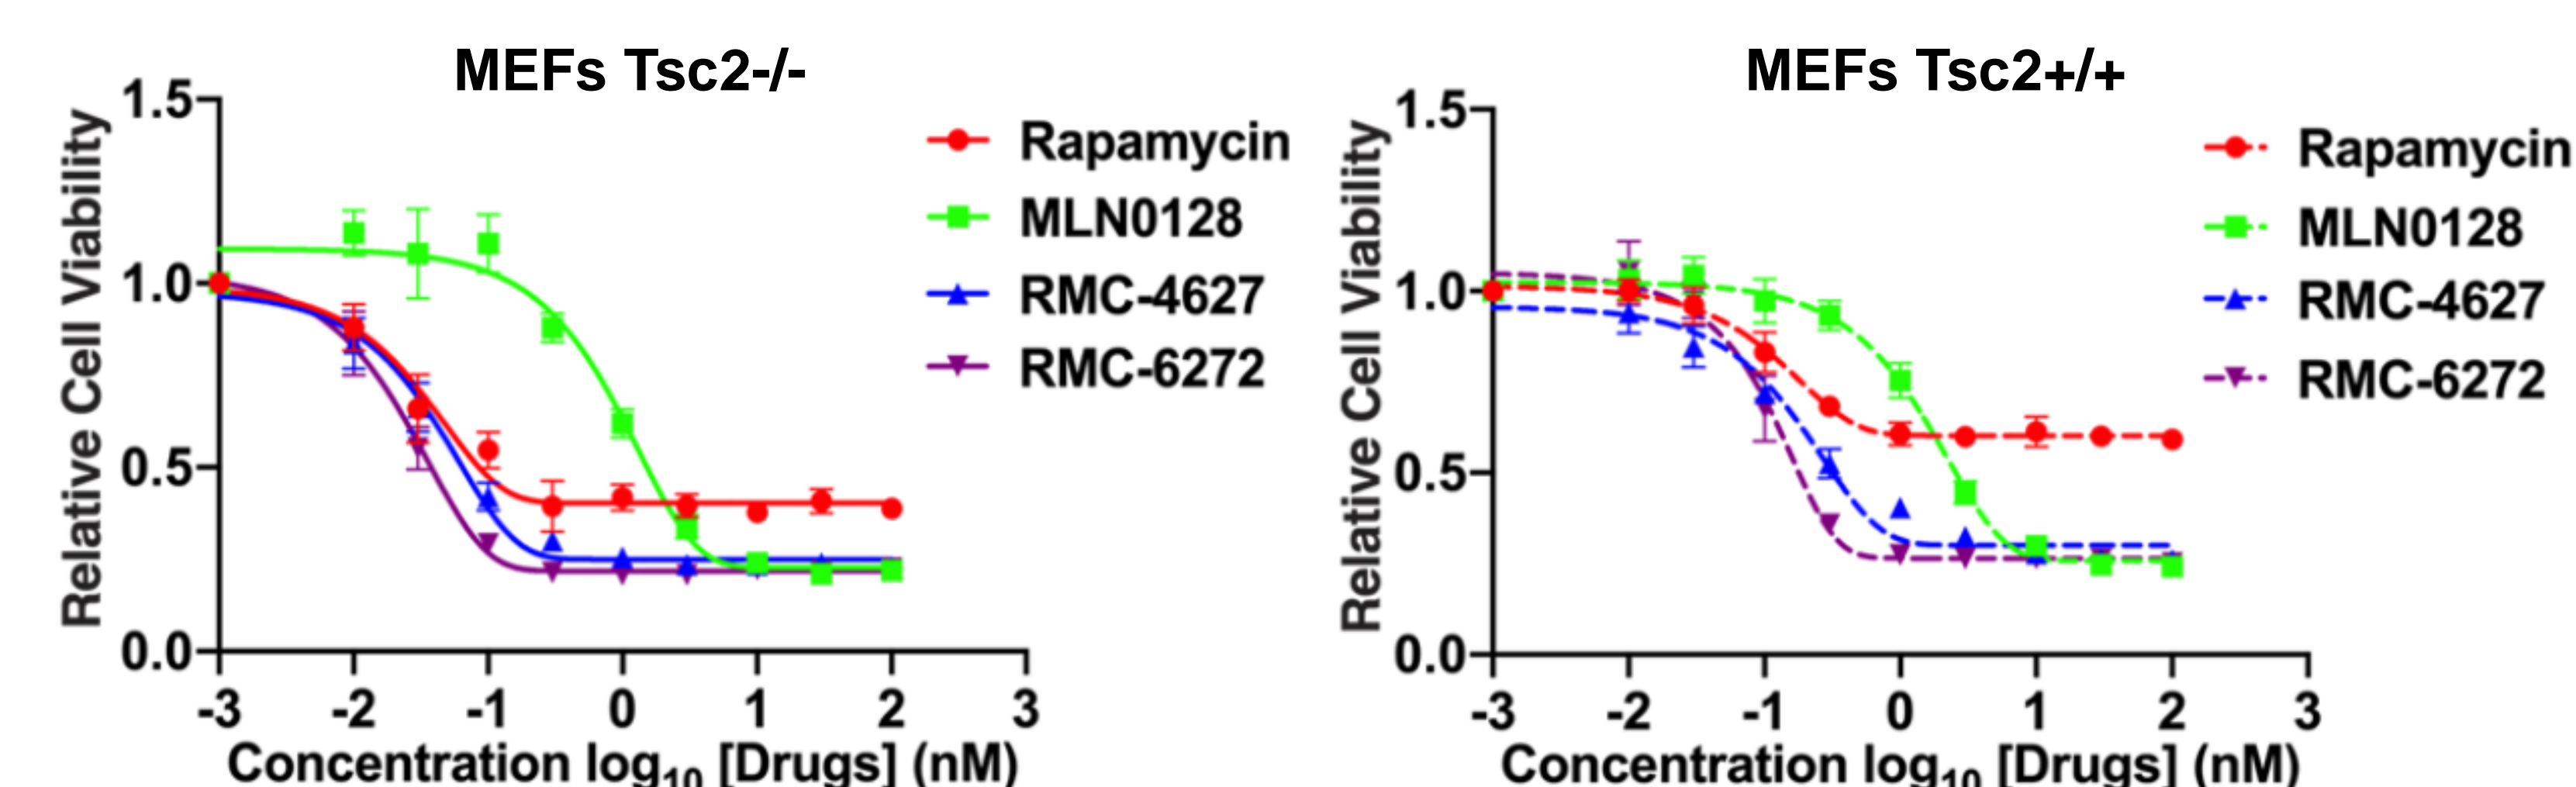 MEFs Tsc2-/-
Relative Cell Viability
1.5
1.0
0.5
0.0
-3 -2 -1 0 1 2 3
Concentration log10 [Drugs] (nM)
Rapamycin
MLN0128
RMC-4627
RMC-6272
MEFs Tsc2+/+
Relative Cell Viability
1.5
1.0
0.5
0.0
-3 -2 -1 0 1 2 3
Concentration log10 [Drugs] (nM)
Rapamycin
MLN0128
RMC-4627
RMC-6272